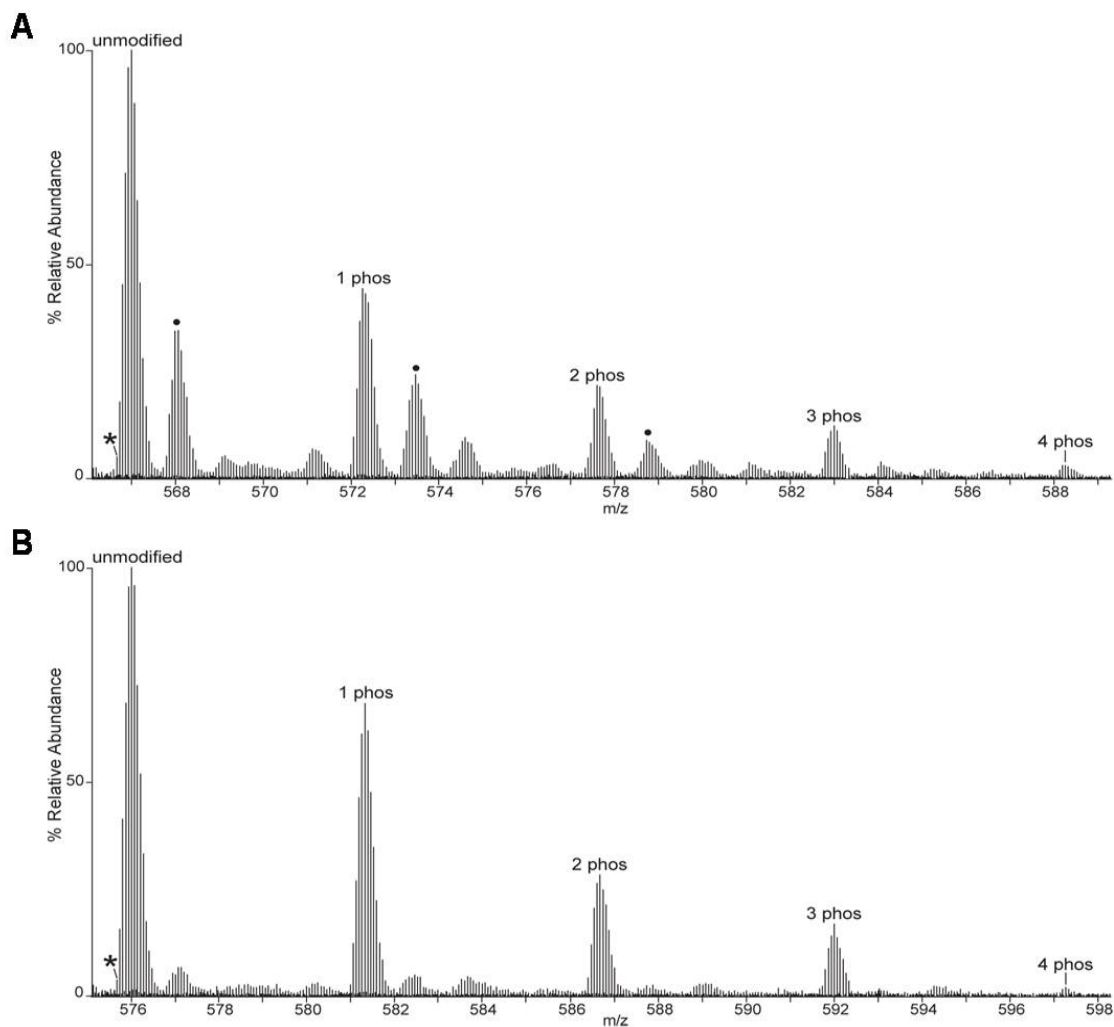 A
unmodified
100
1 phos
50
2 phos
3 phos
4 phos
*
0
568 570 572 574 576 578 580 582 584 586 588
m/z
% Relative Abundance
B
unmodified
100
1 phos
50
2 phos
3 phos
4 phos
*
0
576 578 580 582 584 586 588 590 592 594 596 598
m/z
% Relative Abundance